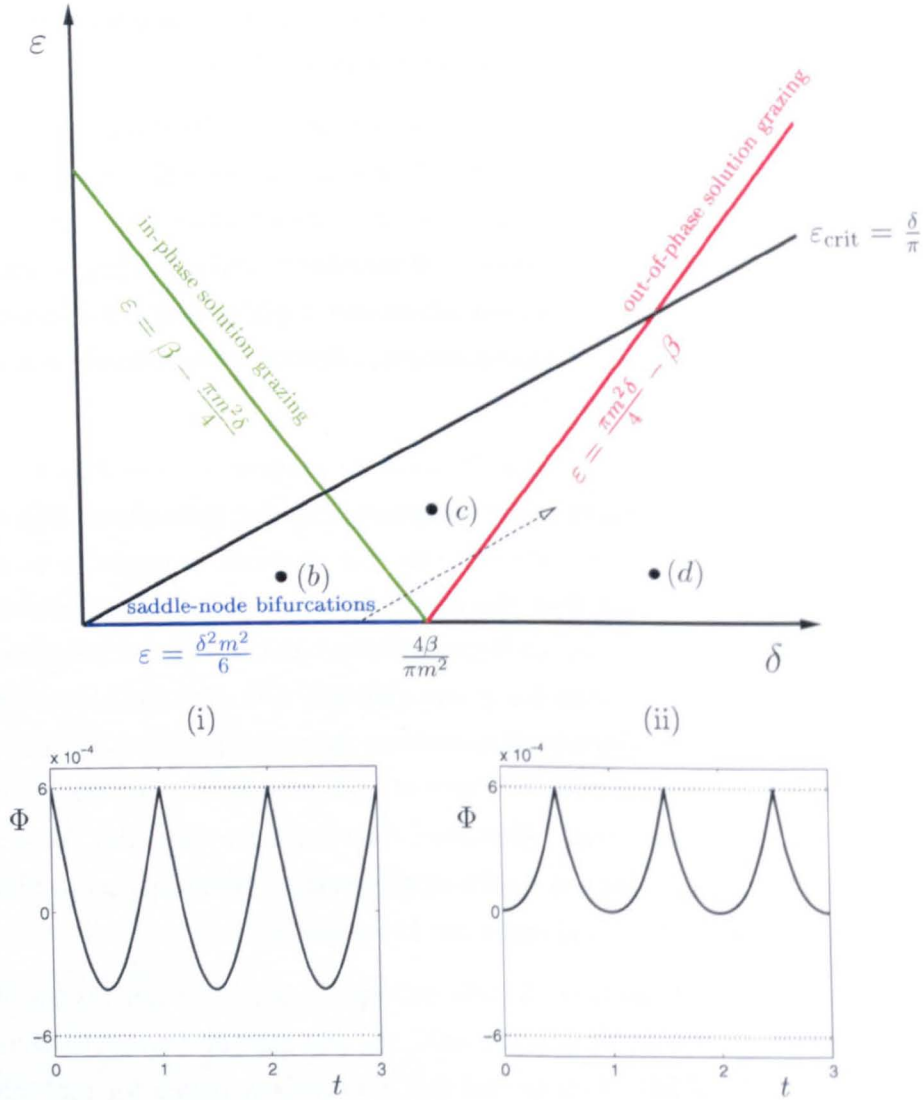 ε
out-of-phase solution grazing
in-phase solution grazing
ε_crit = δ/π
ε = β − πm²δ/4
ε = πm²δ/4 − β
(c)
(b)
(d)
saddle-node bifurcations
ε = δ²m²/6
4β/πm²
δ
(i)
(ii)
x 10⁻⁴
x 10⁻⁴
6
6
Φ
Φ
0
0
−6
−6
0 1 2 3
0 1 2 3
t
t